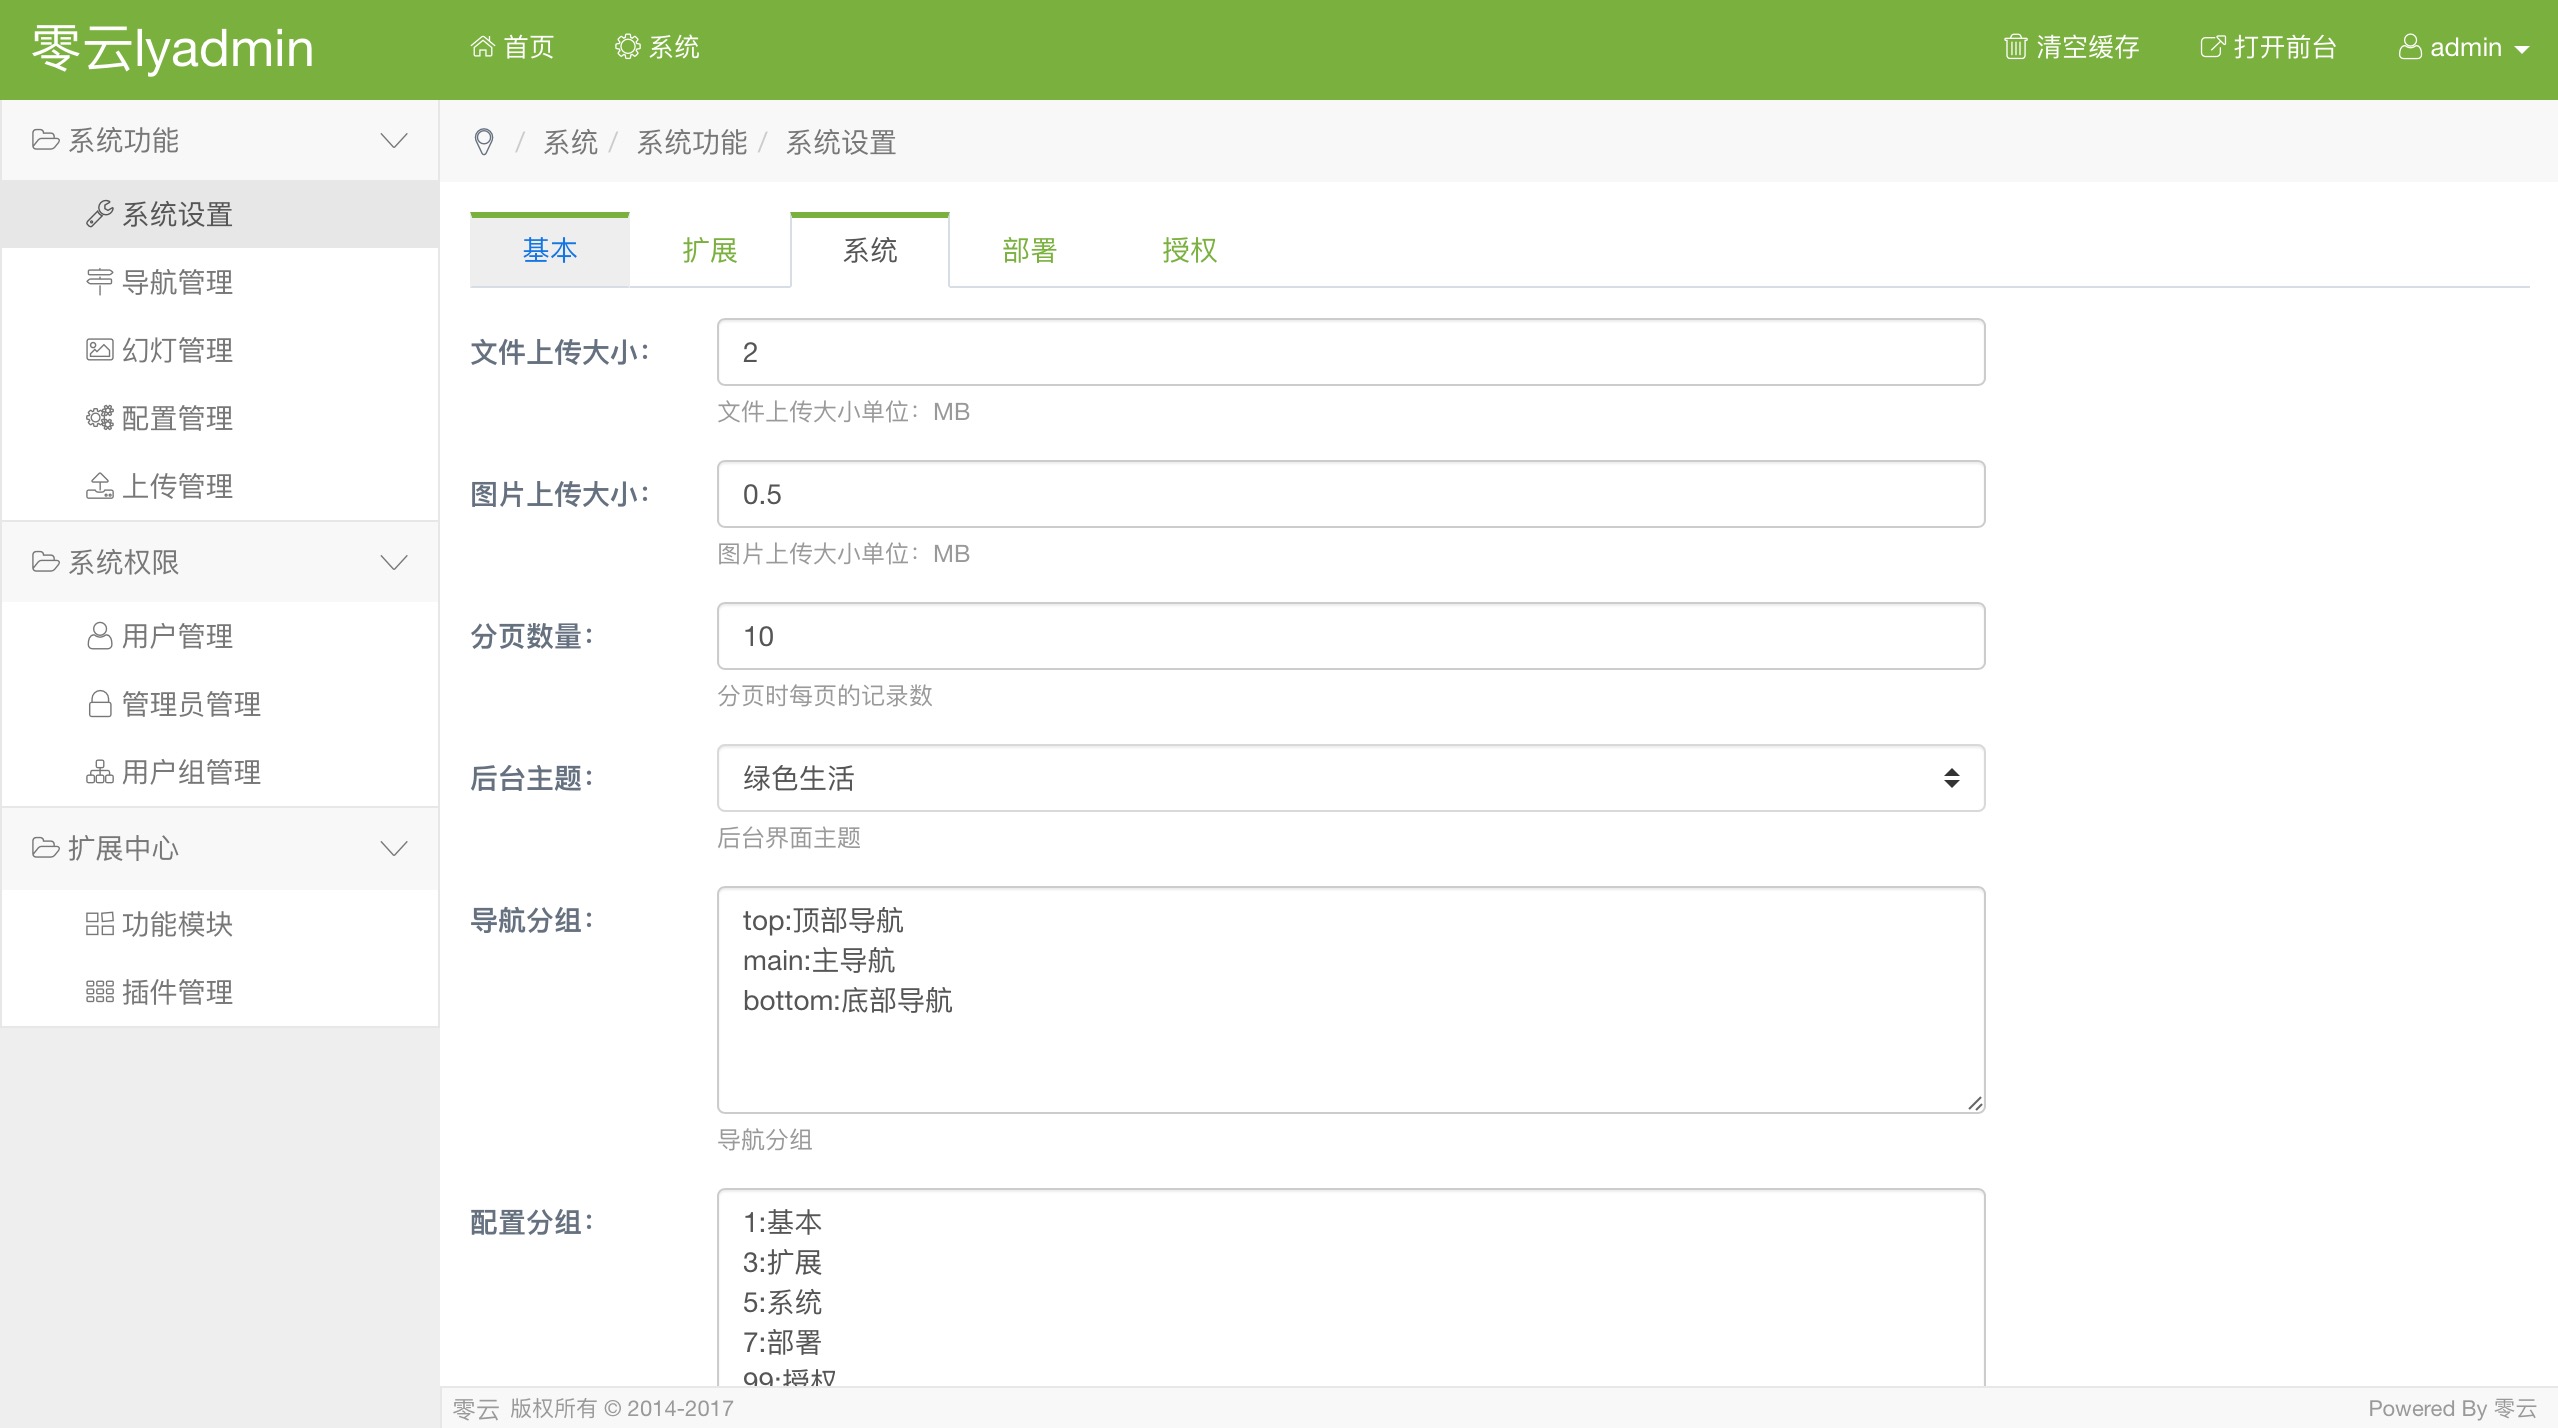 零云lyadmin
首页
系统
清空缓存
打开前台
admin
系统功能
系统设置
导航管理
幻灯管理
配置管理
上传管理
系统权限
用户管理
管理员管理
用户组管理
扩展中心
功能模块
插件管理
/ 系统 / 系统功能 / 系统设置
基本
扩展
系统
部署
授权
文件上传大小：
2
文件上传大小单位：MB
图片上传大小：
0.5
图片上传大小单位：MB
分页数量：
10
分页时每页的记录数
后台主题：
绿色生活
后台界面主题
导航分组：
top:顶部导航
main:主导航
bottom:底部导航
导航分组
配置分组：
1:基本
3:扩展
5:系统
7:部署
99:授权
零云 版权所有 © 2014-2017
Powered By 零云